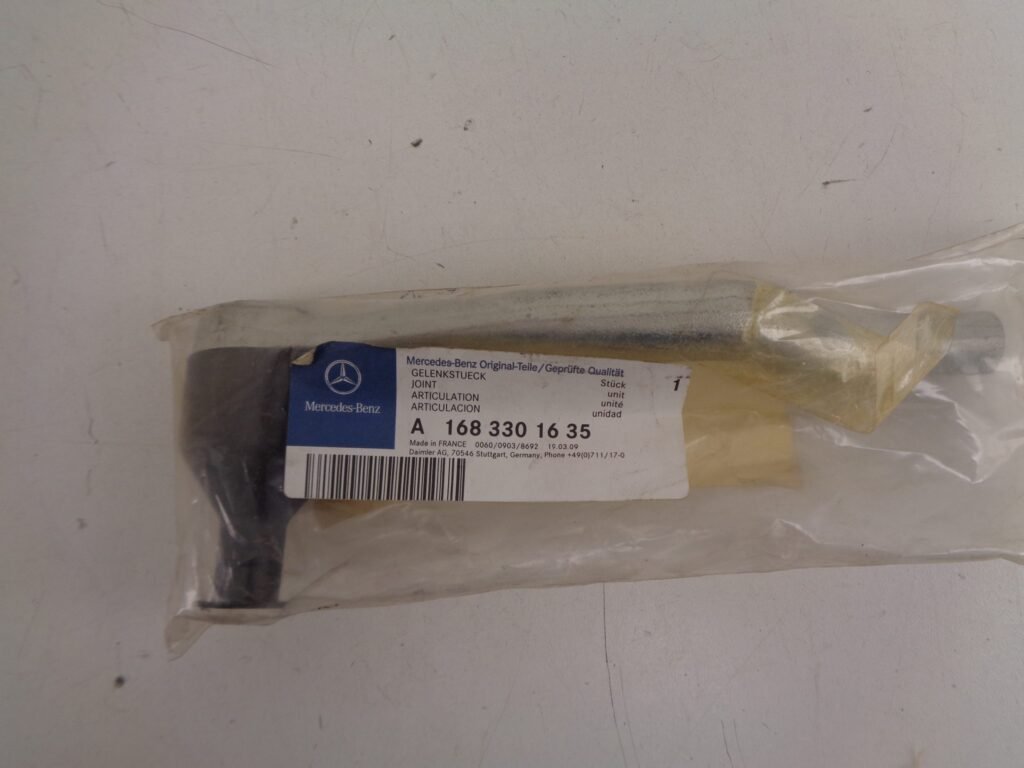 Mercedes-Benz
Mercedes-Benz Original-Teile/Geprüfte Qualität
GELENKSTUECK Stück 1
JOINT unit
ARTICULATION unité
ARTICULACION unidad
A 168 330 16 35
Made in FRANCE 0060/0903/8692 19.03.09
Daimler AG, 70546 Stuttgart, Germany, Phone +49(0)711/17-0